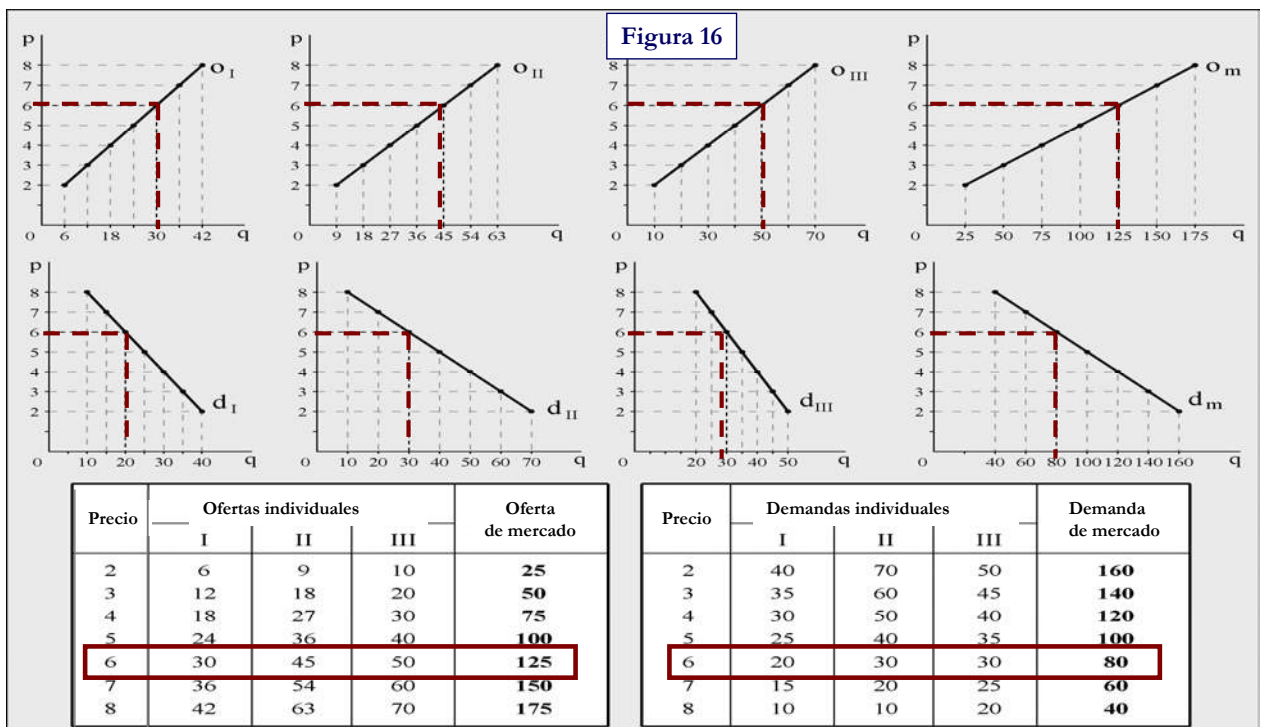 Figura 16
p
8
7
6
5
4
3
2
0 6 18 30 42 q
O I
p
8
7
6
5
4
3
2
0 9 18 27 36 45 54 63 q
O II
p
8
7
6
5
4
3
2
0 10 30 50 70 q
O III
p
8
7
6
5
4
3
2
0 25 50 75 100 125 150 175 q
O m
p
8
7
6
5
4
3
2
0 10 20 30 40 q
d I
p
8
7
6
5
4
3
2
0 10 20 30 40 50 60 70 q
d II
p
8
7
6
5
4
3
2
0 10 20 30 40 50 q
d III
p
8
7
6
5
4
3
2
0 40 60 80 100 120 140 160 q
d m
Precio Ofertas individuales Oferta
de mercado
I II III
2 6 9 10 25
3 12 18 20 50
4 18 27 30 75
5 24 36 40 100
6 30 45 50 125
7 36 54 60 150
8 42 63 70 175
Precio Demandas individuales Demanda
de mercado
I II III
2 40 70 50 160
3 35 60 45 140
4 30 50 40 120
5 25 40 35 100
6 20 30 30 80
7 15 20 25 60
8 10 10 20 40